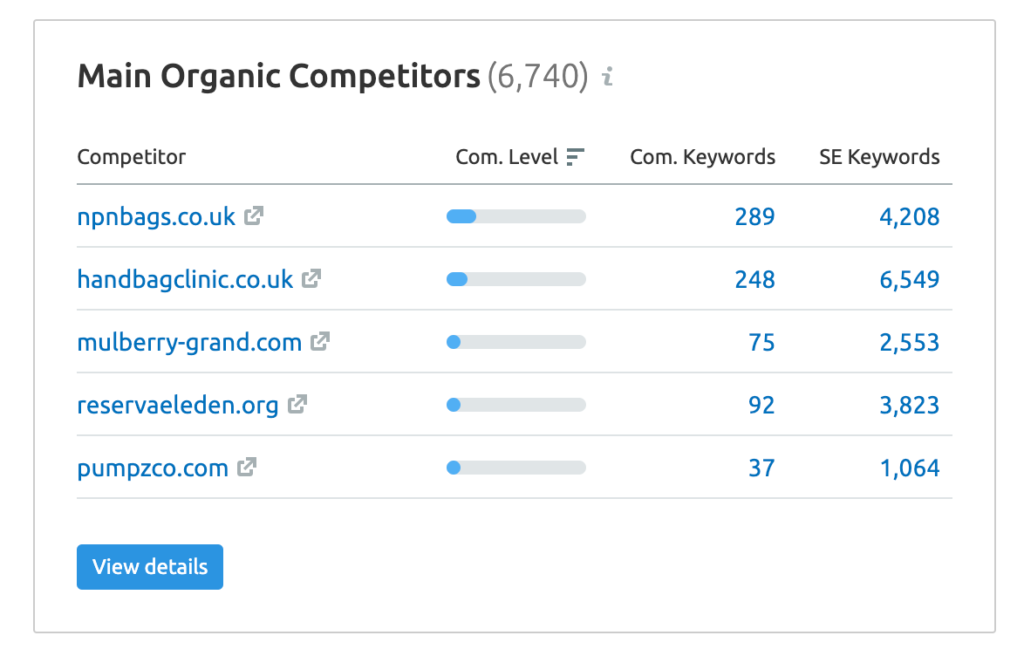 Main Organic Competitors (6,740) i
Competitor Com. Level Com. Keywords SE Keywords
npnbags.co.uk 289 4,208
handbagclinic.co.uk 248 6,549
mulberry-grand.com 75 2,553
reservaeleden.org 92 3,823
pumpzco.com 37 1,064
View details